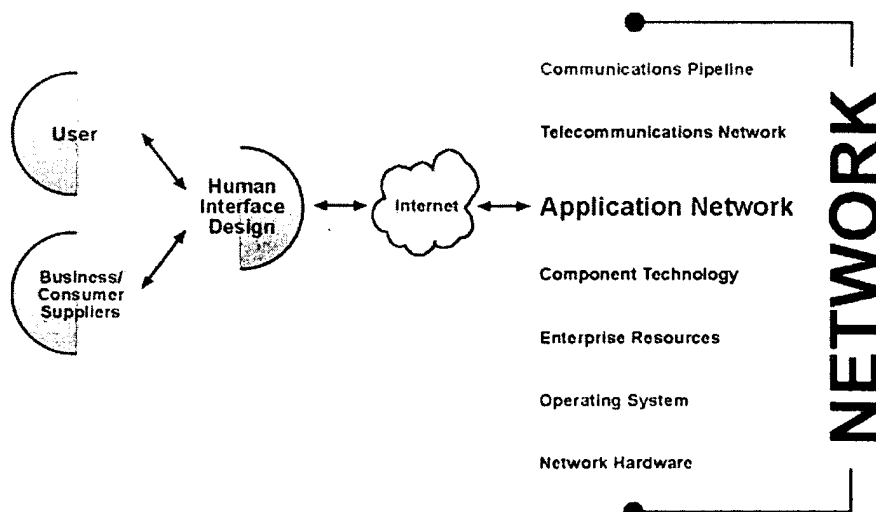 User
Business/
Consumer
Suppliers
Human
Interface
Design
Internet
Communications Pipeline
Telecommunications Network
Application Network
Component Technology
Enterprise Resources
Operating System
Network Hardware
NETWORK